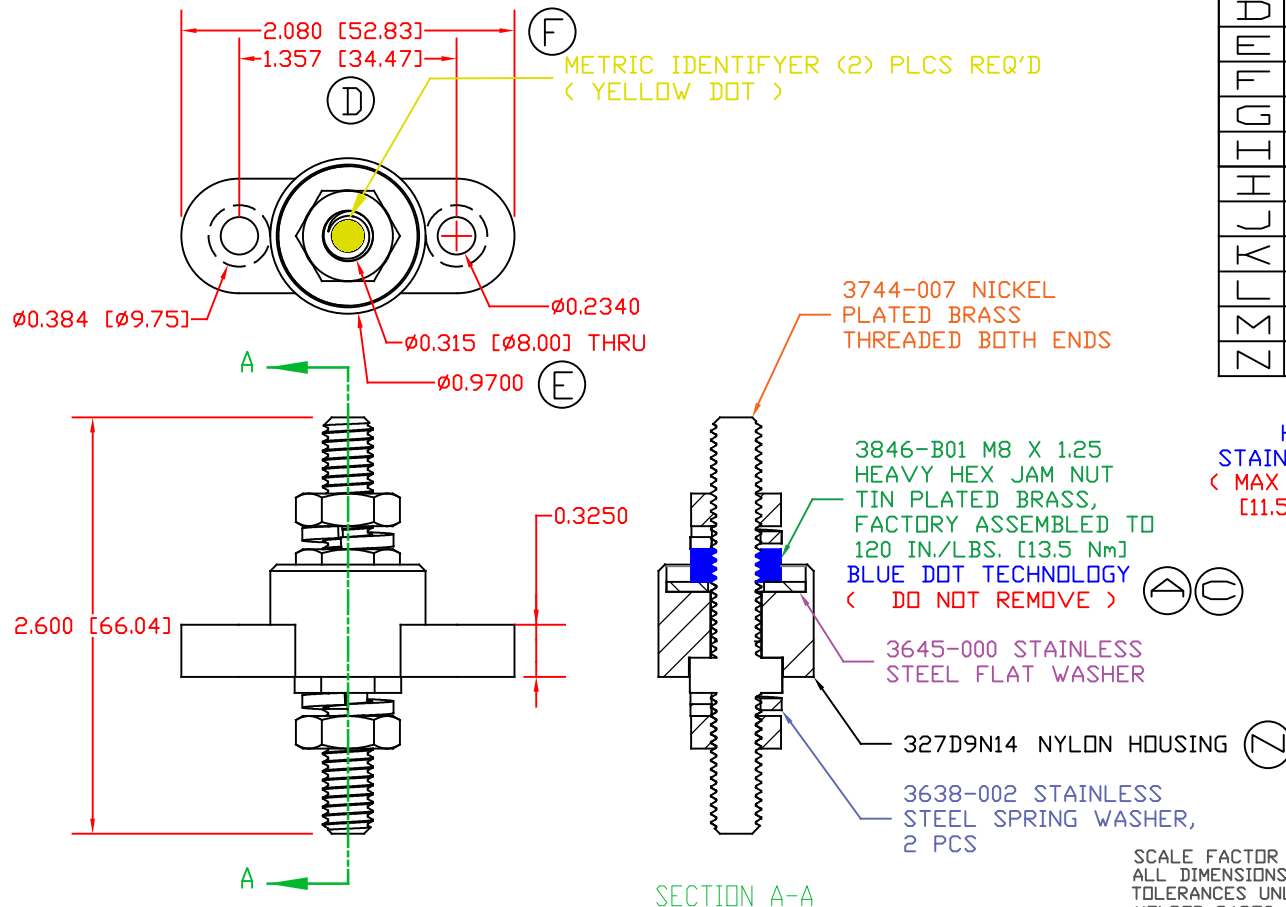 2.080 [52.83]
1.357 [34.47]
F
D
METRIC IDENTIFYER (2) PLCS REQ'D
( YELLOW DOT )
Ø0.384 [Ø9.75]
Ø0.2340
Ø0.315 [Ø8.00] THRU
Ø0.9700
E
A
2.600 [66.04]
0.3250
A
3744-007 NICKEL
PLATED BRASS
THREADED BOTH ENDS
3846-B01 M8 X 1.25
HEAVY HEX JAM NUT
TIN PLATED BRASS,
FACTORY ASSEMBLED TO
120 IN./LBS. [13.5 Nm]
BLUE DOT TECHNOLOGY
( DO NOT REMOVE )
A
C
3645-000 STAINLESS
STEEL FLAT WASHER
327D9N14 NYLON HOUSING
Z
3638-002 STAINLESS
STEEL SPRING WASHER,
2 PCS
SECTION A-A
D
E
F
G
H
I
J
K
L
M
N
( MAX
[11.5
SCALE FACTOR
ALL DIMENSIONS